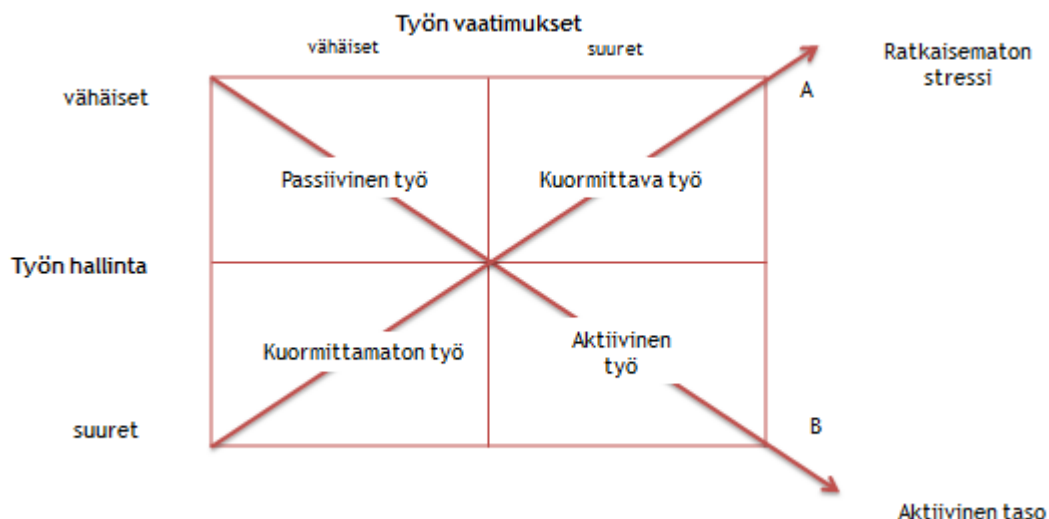 Työn vaatimukset
vähäiset
suuret
Ratkaisematon
stressi
vähäiset
A
Passiivinen työ
Kuormittava työ
Työn hallinta
Kuormittamaton työ
Aktiivinen
työ
suuret
B
Aktiivinen taso